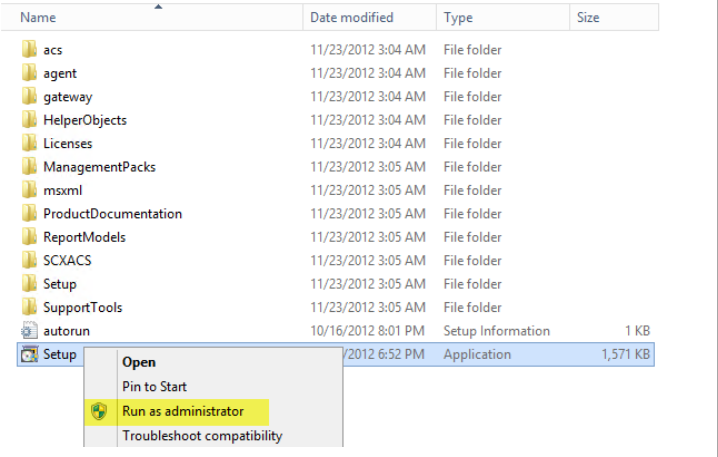 Name Date modified Type Size
acs 11/23/2012 3:04 AM File folder
agent 11/23/2012 3:04 AM File folder
gateway 11/23/2012 3:04 AM File folder
HelperObjects 11/23/2012 3:04 AM File folder
Licenses 11/23/2012 3:04 AM File folder
ManagementPacks 11/23/2012 3:05 AM File folder
msxml 11/23/2012 3:05 AM File folder
ProductDocumentation 11/23/2012 3:05 AM File folder
ReportModels 11/23/2012 3:05 AM File folder
SCXACS 11/23/2012 3:05 AM File folder
Setup 11/23/2012 3:05 AM File folder
SupportTools 11/23/2012 3:05 AM File folder
autorun 10/16/2012 8:01 PM Setup Information 1 KB
Setup /2012 6:52 PM Application 1,571 KB
Open
Pin to Start
Run as administrator
Troubleshoot compatibility